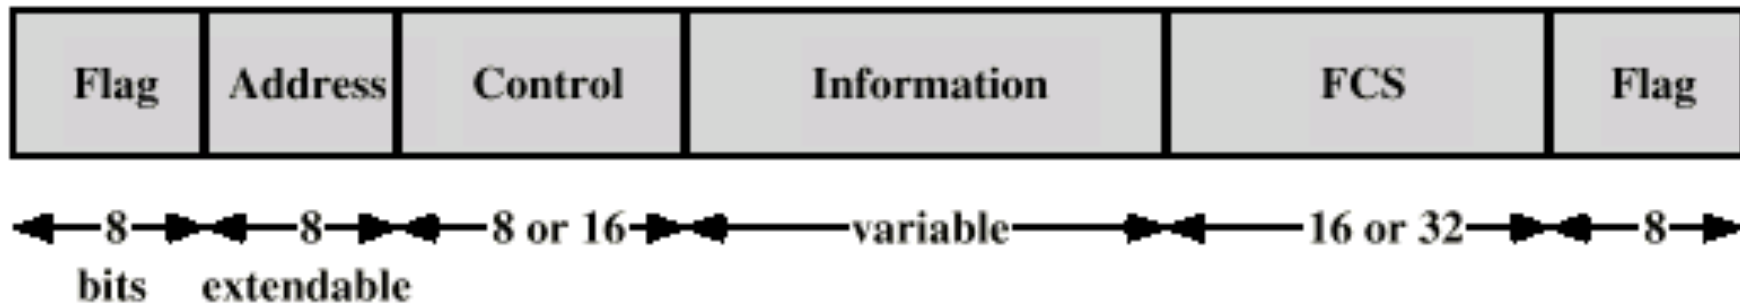 Flag Address Control Information FCS Flag
8 8 8 or 16 variable 16 or 32 8
bits extendable